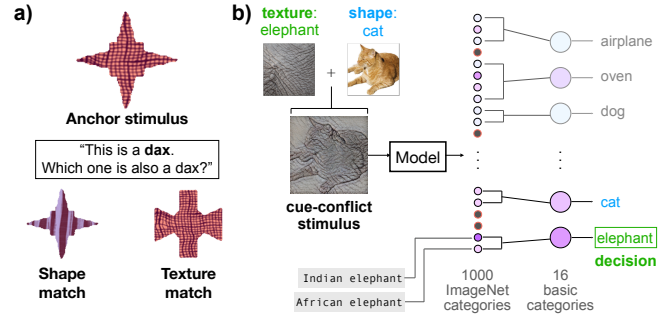 a)
Anchor stimulus
"This is a dax.
Which one is also a dax?"
Shape
match
Texture
match
b)
texture:
elephant
shape:
cat
+
cue-conflict
stimulus
Model
airplane
oven
dog
cat
elephant
decision
Indian elephant
African elephant
1000
ImageNet
categories
16
basic
categories